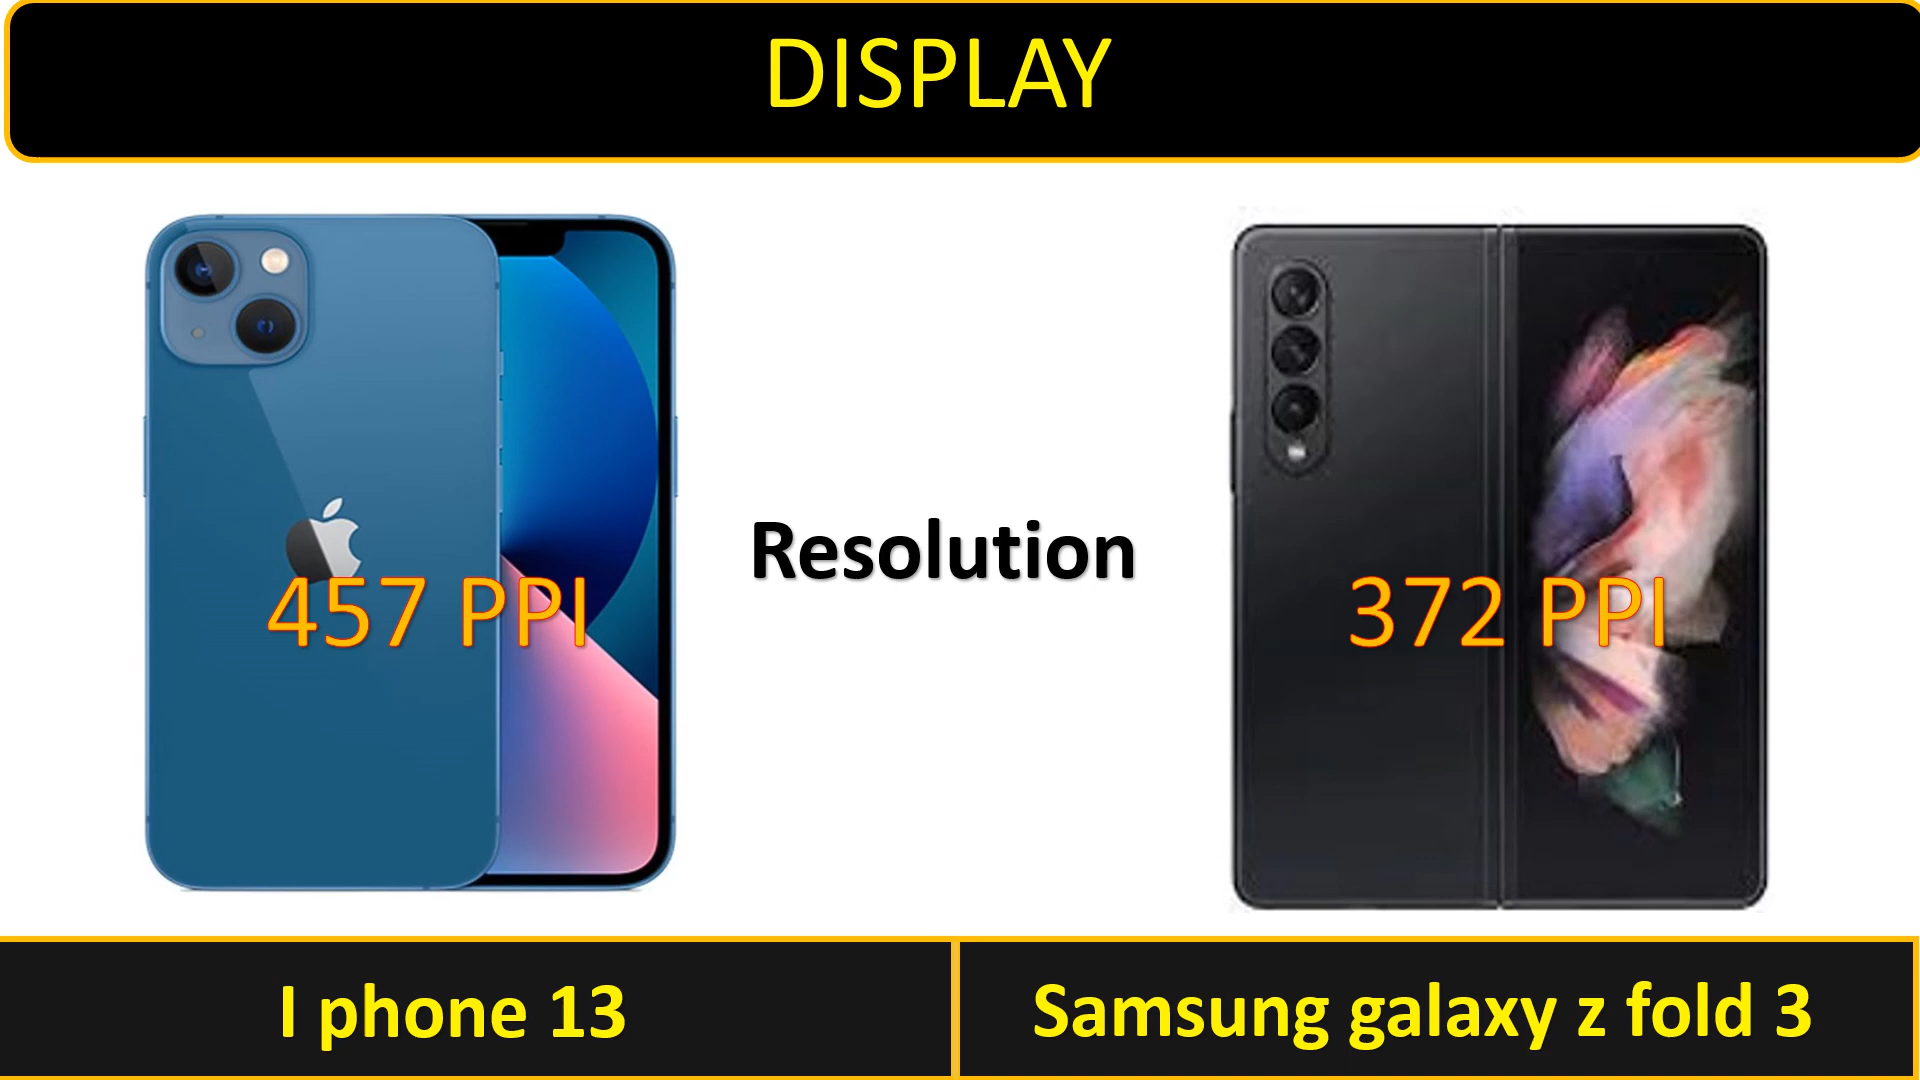 DISPLAY
Resolution
457 PPI
372 PPI
I phone 13
Samsung galaxy z fold 3